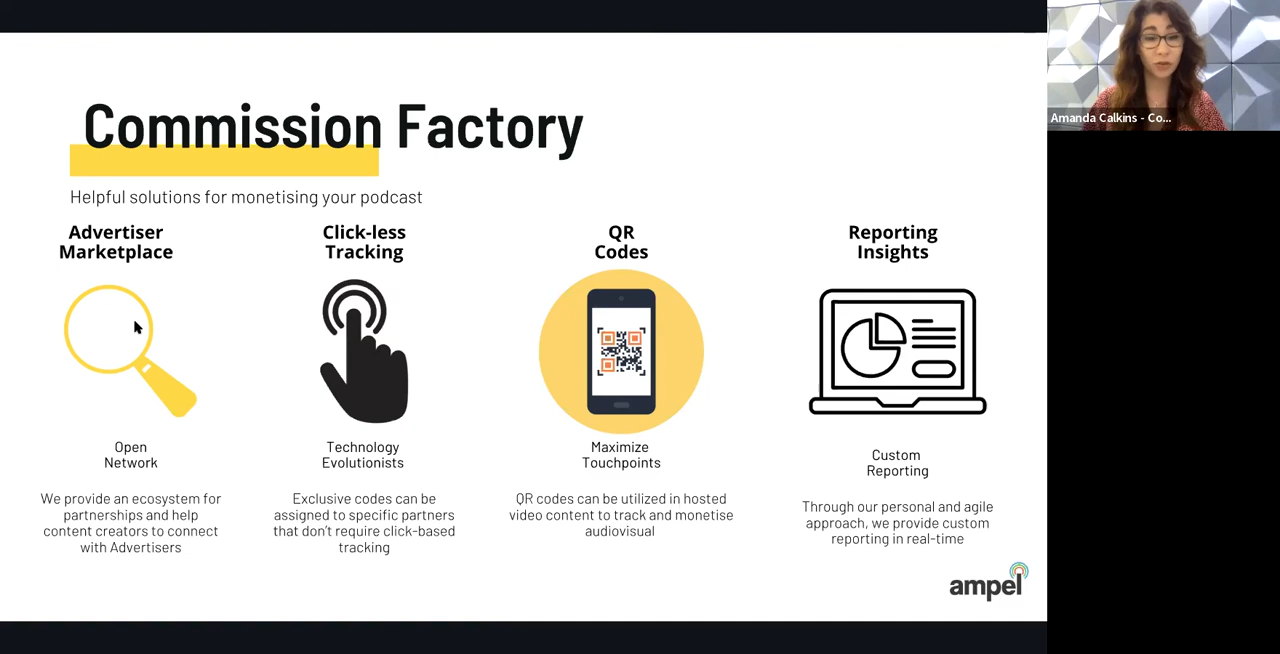 Commission Factory
Helpful solutions for monetising your podcast
Advertiser
Marketplace
Open
Network
We provide an ecosystem for
partnerships and help
content creators to connect
with Advertisers
Click-less
Tracking
Technology
Evolutionists
Exclusive codes can be
assigned to specific partners
that don't require click-based
tracking
QR
Codes
Maximize
Touchpoints
QR codes can be utilized in hosted
video content to track and monetise
audiovisual
Reporting
Insights
Custom
Reporting
Through our personal and agile
approach, we provide custom
reporting in real-time
ampel
Amanda Calkins - Co...